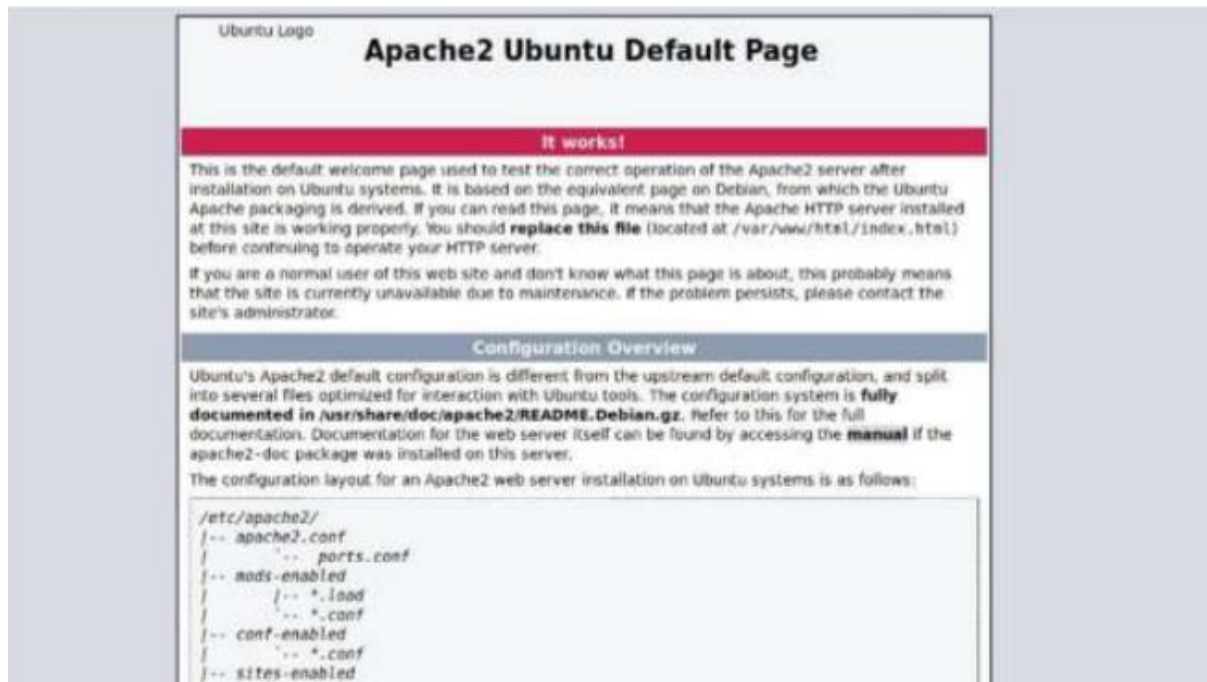 Ubuntu Logo
Apache2 Ubuntu Default Page
It works!
This is the default welcome page used to test the correct operation of the Apache2 server after
installation on Ubuntu systems. It is based on the equivalent page on Debian, from which the Ubuntu
Apache packaging is derived. If you can read this page, it means that the Apache HTTP server installed
at this site is working properly. You should replace this file (located at /var/www/html/index.html)
before continuing to operate your HTTP server.
If you are a normal user of this web site and don't know what this page is about, this probably means
that the site is currently unavailable due to maintenance. If the problem persists, please contact the
site's administrator.
Configuration Overview
Ubuntu's Apache2 default configuration is different from the upstream default configuration, and split
into several files optimized for interaction with Ubuntu tools. The configuration system is fully
documented in /usr/share/doc/apache2/README.Debian.gz. Refer to this for the full
documentation. Documentation for the web server itself can be found by accessing the manual if the
apache2-doc package was installed on this server.
The configuration layout for an Apache2 web server installation on Ubuntu systems is as follows:
/etc/apache2/
|-- apache2.conf
|       `--  ports.conf
|-- mods-enabled
|       |-- *.load
|       `-- *.conf
|-- conf-enabled
|       `-- *.conf
|-- sites-enabled